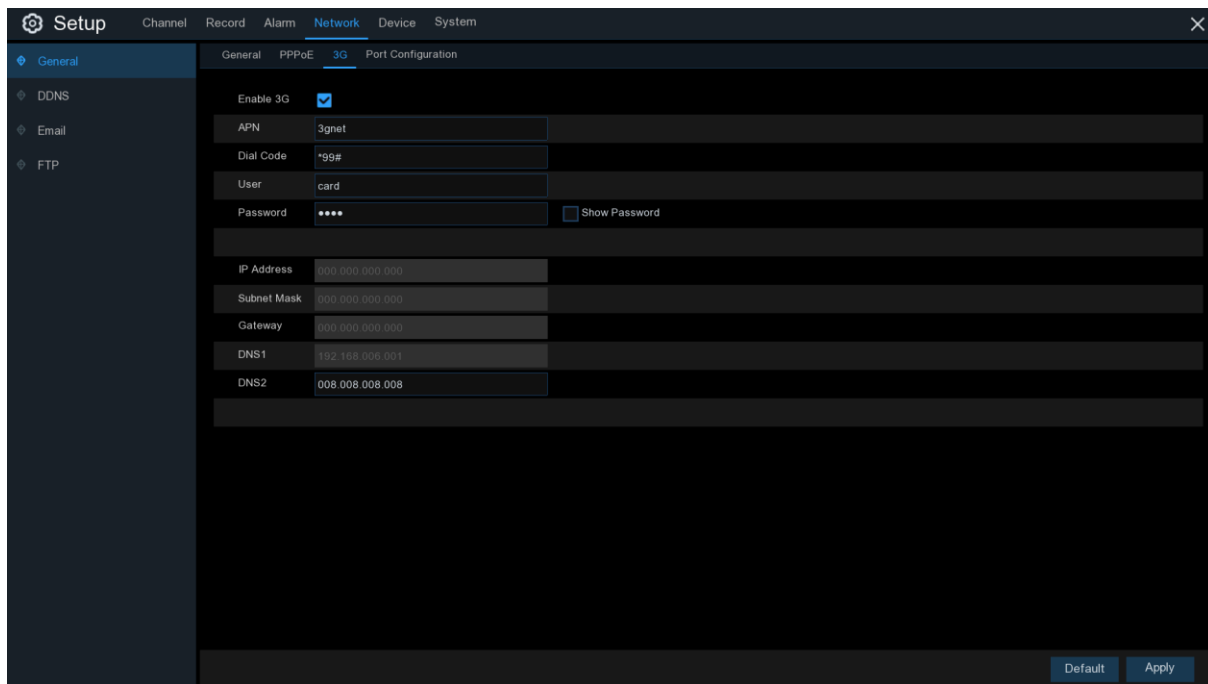 Setup Channel Record Alarm Network Device System
General General PPPoE 3G Port Configuration
DDNS
Email
FTP
Enable 3G
APN 3gnet
Dial Code *99#
User card
Password •••• Show Password
IP Address 000.000.000.000
Subnet Mask 000.000.000.000
Gateway 000.000.000.000
DNS1 192.168.006.001
DNS2 008.008.008.008
Default Apply